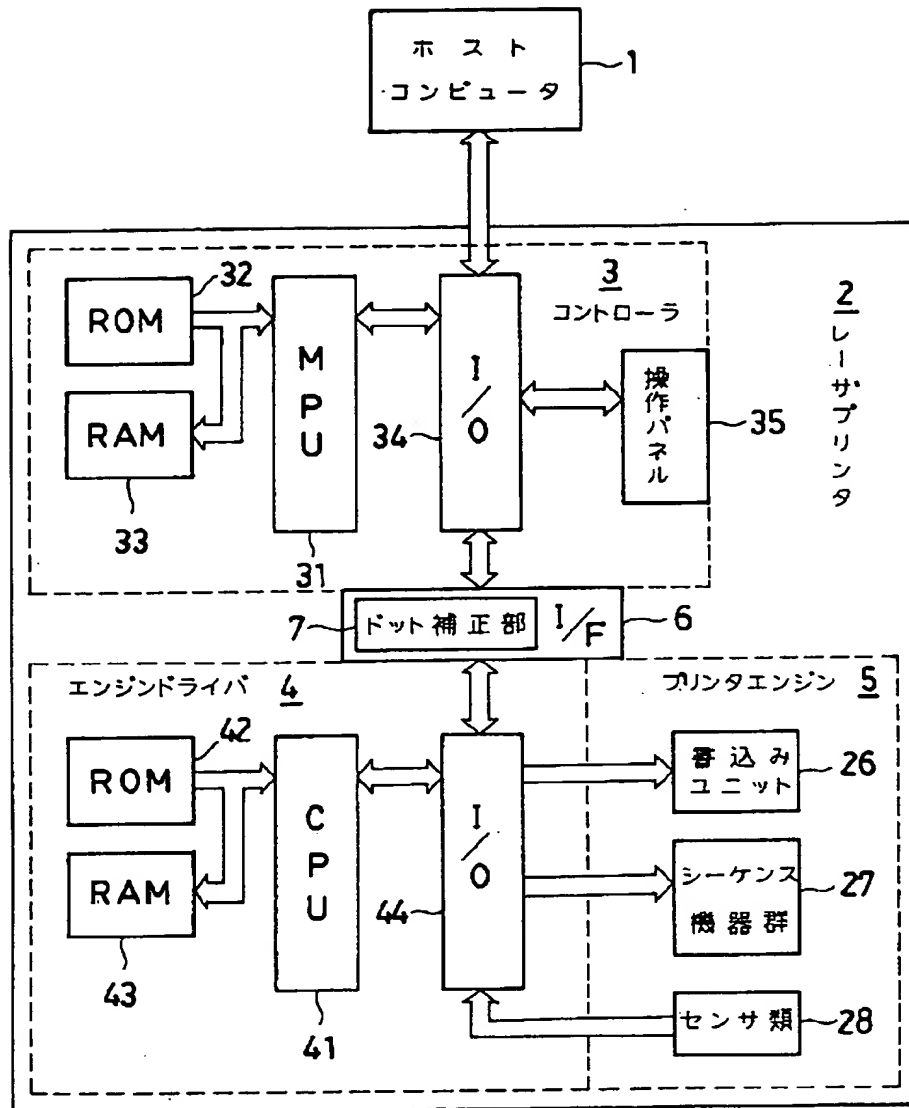 ホスト
コンピュータ
1
32
ROM
RAM
33
MPU
31
I/O
34
3
コントローラ
操作パネル
35
2
レーザプリンタ
7
ドット補正部
I/F
6
エンジンドライバ
4
プリンタエンジン
5
42
ROM
RAM
43
CPU
41
I/O
44
書込み
ユニット
26
シーケンス
機器群
27
センサ類
28